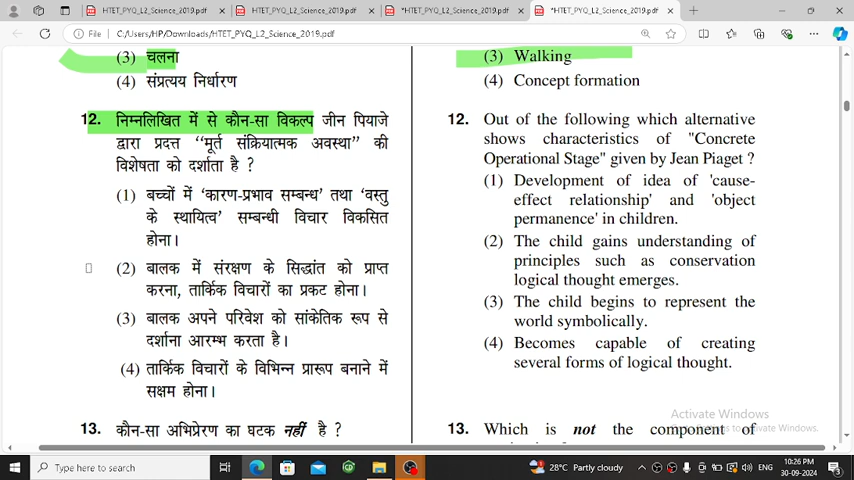 HTET_PYQ_L2_Science_2019.pdf
HTET_PYQ_L2_Science_2019.pdf
*HTET_PYQ_L2_Science_2019.pdf
*HTET_PYQ_L2_Science_2019.pdf
File
C:/Users/HP/Downloads/HTET_PYQ_L2_Science_2019.pdf
(3) चलना
(4) संप्रत्यय निर्धारण
12. निम्नलिखित में से कौन-सा विकल्प जीन पियाजे
द्वारा प्रदत्त ‘‘मूर्त संक्रियात्मक अवस्था’’ की
विशेषता को दर्शाता है ?
(1) बच्चों में ‘कारण-प्रभाव सम्बन्ध’ तथा ‘वस्तु
के स्थायित्व’ सम्बन्धी विचार विकसित
होना।
(2) बालक में संरक्षण के सिद्धांत को प्राप्त
करना, तार्किक विचारों का प्रकट होना।
(3) बालक अपने परिवेश को सांकेतिक रूप से
दर्शाना आरम्भ करता है।
(4) तार्किक विचारों के विभिन्न प्रारूप बनाने में
सक्षम होना।
13. कौन-सा अभिप्रेरण का घटक नहीं है ?
(3) Walking
(4) Concept formation
12. Out of the following which alternative
shows characteristics of "Concrete
Operational Stage" given by Jean Piaget ?
(1) Development of idea of 'cause-
effect relationship' and 'object
permanence' in children.
(2) The child gains understanding of
principles such as conservation
logical thought emerges.
(3) The child begins to represent the
world symbolically.
(4) Becomes capable of creating
several forms of logical thought.
Activate Windows
13. Which is not the component of
Type here to search
28°C Partly cloudy
ENG
10:26 PM
30-09-2024